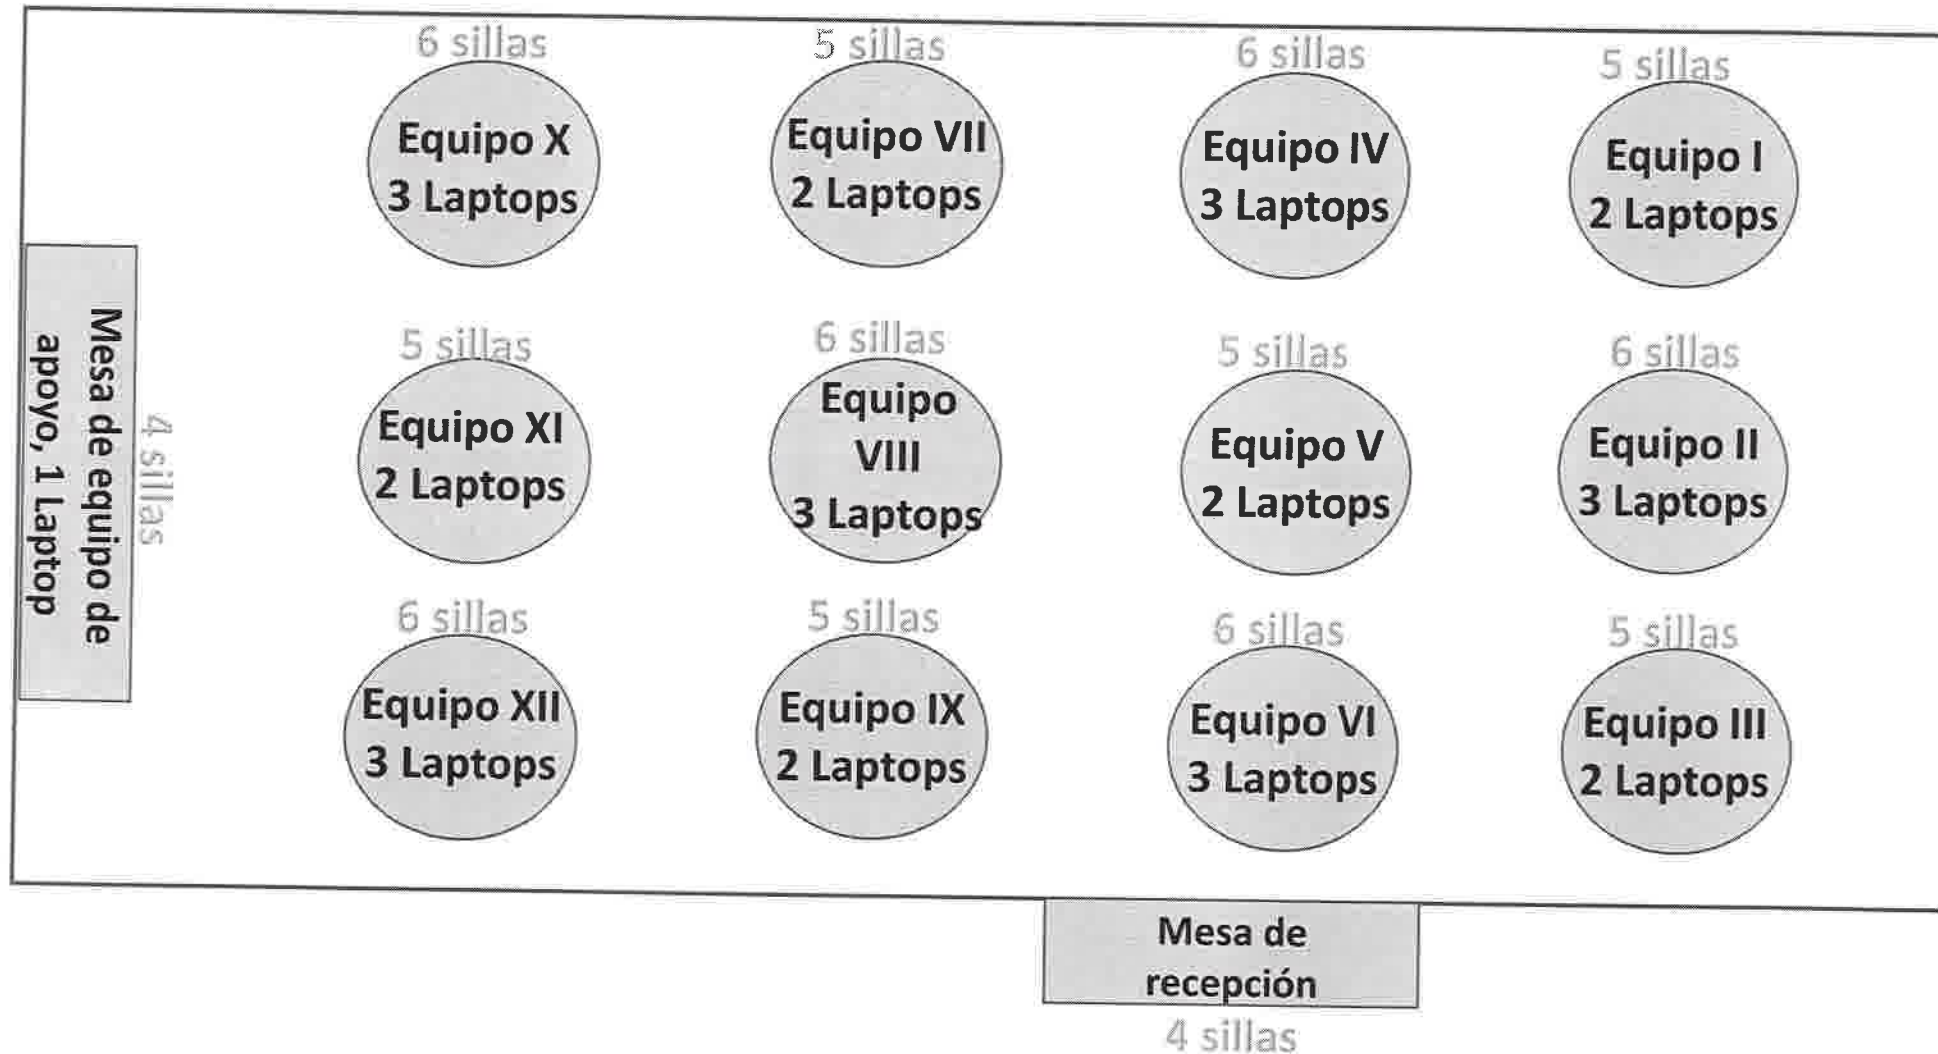 6 sillas
Equipo X
3 Laptops
5 sillas
Equipo VII
2 Laptops
6 sillas
Equipo IV
3 Laptops
5 sillas
Equipo I
2 Laptops
Mesa de equipo de
apoyo, 1 Laptop
4 sillas
5 sillas
Equipo XI
2 Laptops
6 sillas
Equipo
VIII
3 Laptops
5 sillas
Equipo V
2 Laptops
6 sillas
Equipo II
3 Laptops
6 sillas
Equipo XII
3 Laptops
5 sillas
Equipo IX
2 Laptops
6 sillas
Equipo VI
3 Laptops
5 sillas
Equipo III
2 Laptops
Mesa de
recepción
4 sillas